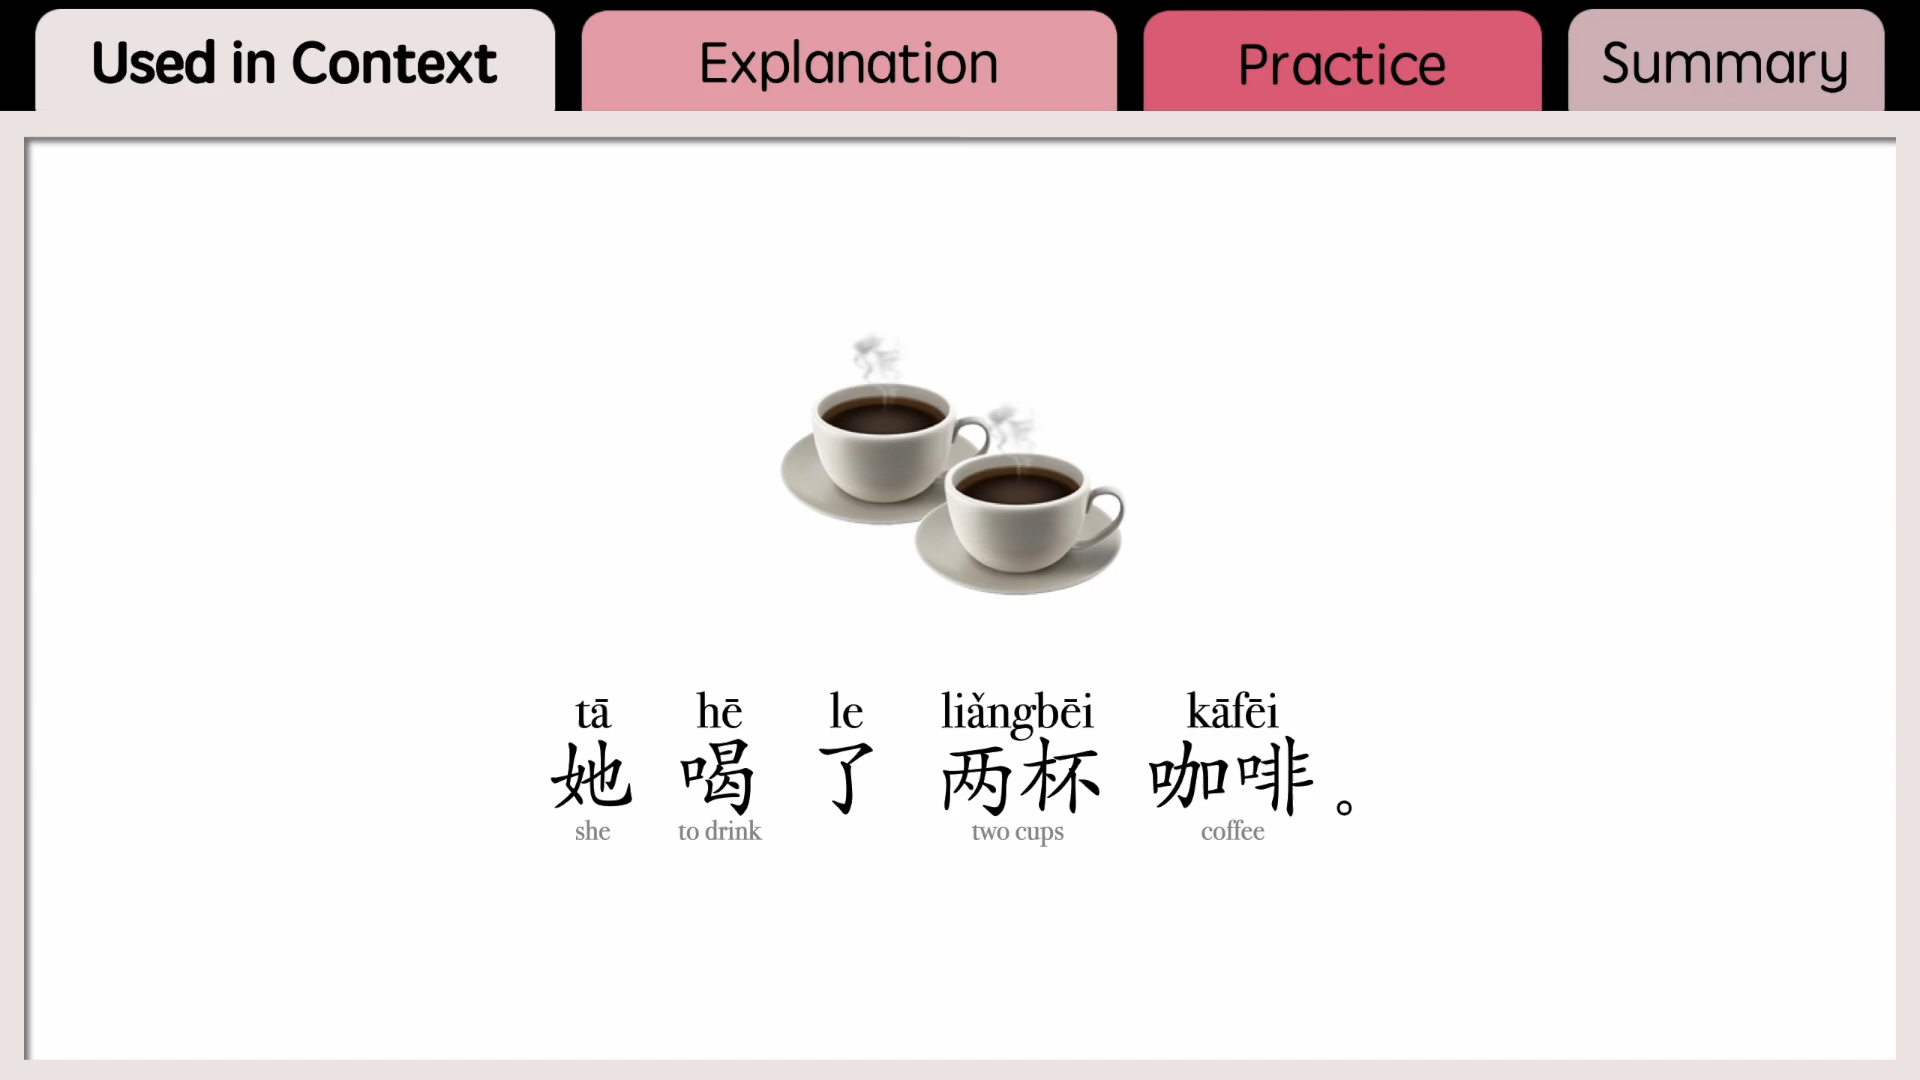 Used in Context Explanation Practice Summary
tā hē le liǎngbēi kāfēi
她 喝 了 两杯 咖啡。
she to drink two cups coffee